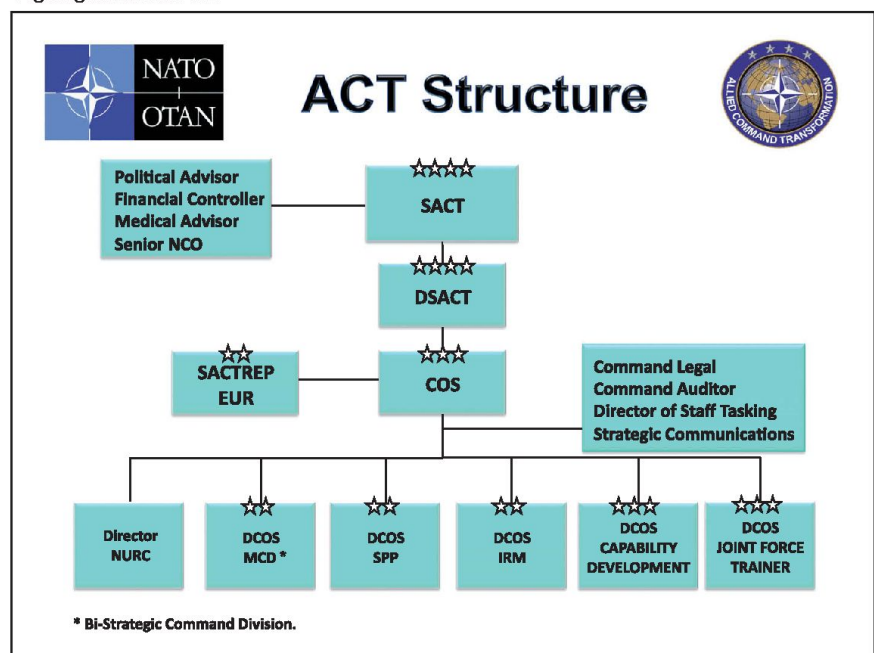 NATO
OTAN
ACT Structure
ALLIED COMMAND TRANSFORMATION
Political Advisor
Financial Controller
Medical Advisor
Senior NCO
SACT
DSACT
SACTREP
EUR
COS
Command Legal
Command Auditor
Director of Staff Tasking
Strategic Communications
Director
NURC
DCOS
MCD *
DCOS
SPP
DCOS
IRM
DCOS
CAPABILITY
DEVELOPMENT
DCOS
JOINT FORCE
TRAINER
* Bi-Strategic Command Division.